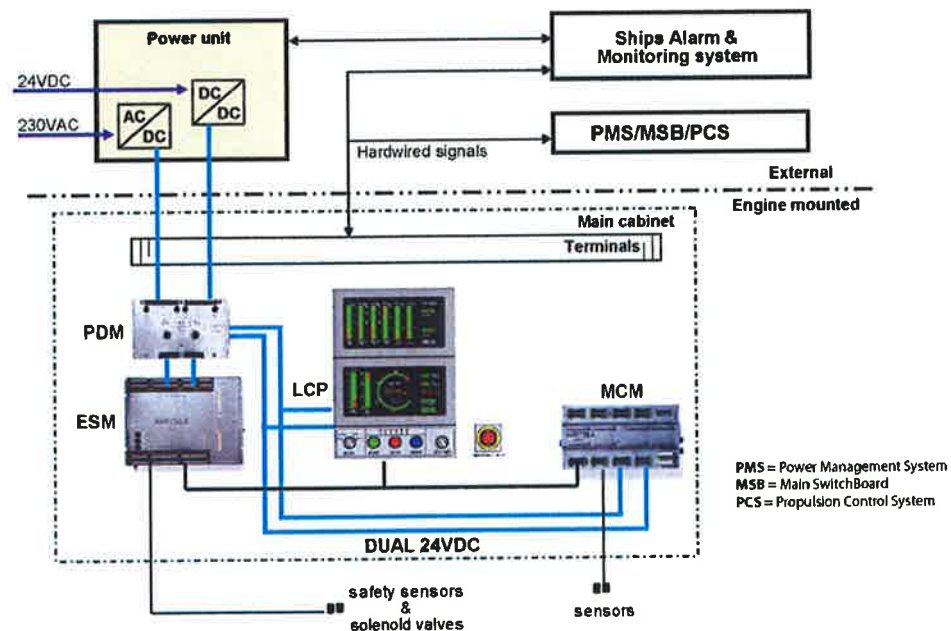 Power unit
24VDC
DC
DC
AC
DC
230VAC
Ships Alarm &
Monitoring system
PMS/MSB/PCS
Hardwired signals
External
Engine mounted
Main cabinet
Terminals
PDM
LCP
ESM
MCM
DUAL 24VDC
PMS = Power Management System
MSB = Main SwitchBoard
PCS = Propulsion Control System
safety sensors
&
solenoid valves
sensors